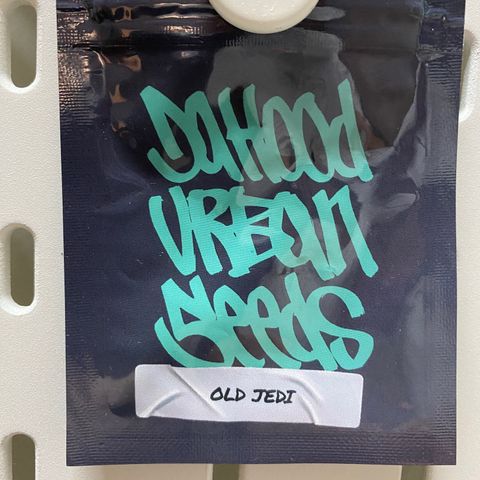 DaHood
URBan
Seeds
OLD JEDI